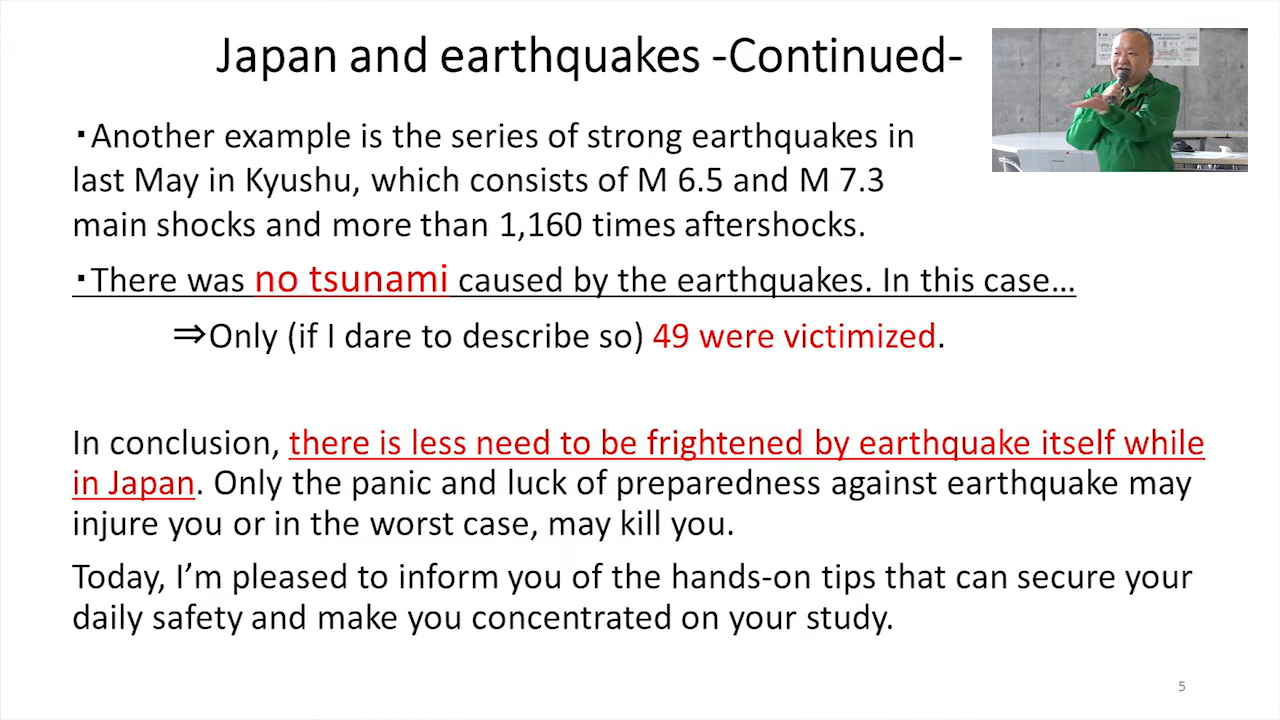 Japan and earthquakes -Continued-
・Another example is the series of strong earthquakes in
last May in Kyushu, which consists of M 6.5 and M 7.3
main shocks and more than 1,160 times aftershocks.
・There was no tsunami caused by the earthquakes. In this case…
⇒Only (if I dare to describe so) 49 were victimized.
In conclusion, there is less need to be frightened by earthquake itself while
in Japan. Only the panic and luck of preparedness against earthquake may
injure you or in the worst case, may kill you.
Today, I’m pleased to inform you of the hands-on tips that can secure your
daily safety and make you concentrated on your study.
5